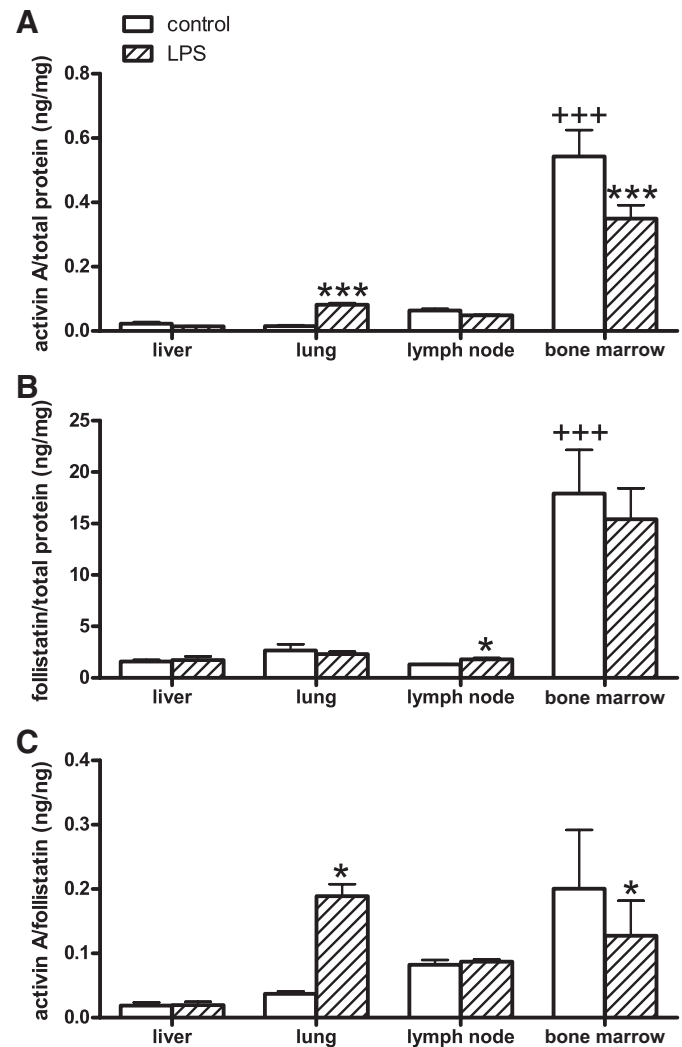 A
control
LPS
activin A/total protein (ng/mg)
0.8
0.6
0.4
0.2
0.0
+++
***
***
liver
lung
lymph node
bone marrow
B
follistatin/total protein (ng/mg)
25
20
15
10
5
0
+++
*
liver
lung
lymph node
bone marrow
C
activin A/follistatin (ng/ng)
0.4
0.3
0.2
0.1
0.0
*
*
liver
lung
lymph node
bone marrow